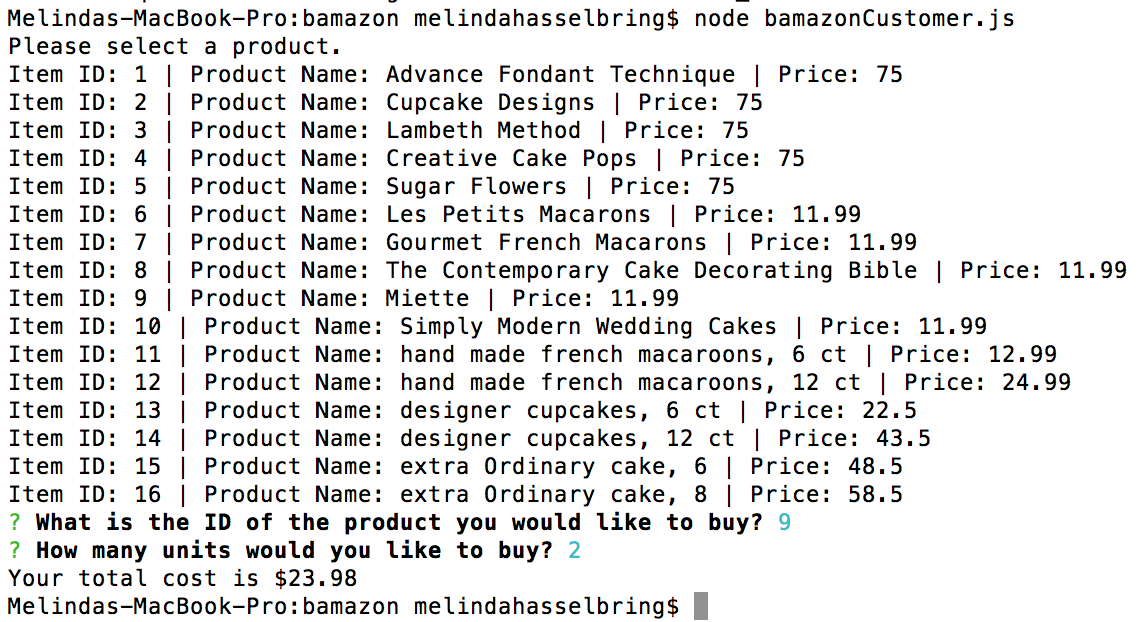 Melindas-MacBook-Pro:bamazon melindahasselbring$ node bamazonCustomer.js
Please select a product.
Item ID: 1 | Product Name: Advance Fondant Technique | Price: 75
Item ID: 2 | Product Name: Cupcake Designs | Price: 75
Item ID: 3 | Product Name: Lambeth Method | Price: 75
Item ID: 4 | Product Name: Creative Cake Pops | Price: 75
Item ID: 5 | Product Name: Sugar Flowers | Price: 75
Item ID: 6 | Product Name: Les Petits Macarons | Price: 11.99
Item ID: 7 | Product Name: Gourmet French Macarons | Price: 11.99
Item ID: 8 | Product Name: The Contemporary Cake Decorating Bible | Price: 11.99
Item ID: 9 | Product Name: Miette | Price: 11.99
Item ID: 10 | Product Name: Simply Modern Wedding Cakes | Price: 11.99
Item ID: 11 | Product Name: hand made french macaroons, 6 ct | Price: 12.99
Item ID: 12 | Product Name: hand made french macaroons, 12 ct | Price: 24.99
Item ID: 13 | Product Name: designer cupcakes, 6 ct | Price: 22.5
Item ID: 14 | Product Name: designer cupcakes, 12 ct | Price: 43.5
Item ID: 15 | Product Name: extra Ordinary cake, 6 | Price: 48.5
Item ID: 16 | Product Name: extra Ordinary cake, 8 | Price: 58.5
? What is the ID of the product you would like to buy? 9
? How many units would you like to buy? 2
Your total cost is $23.98
Melindas-MacBook-Pro:bamazon melindahasselbring$